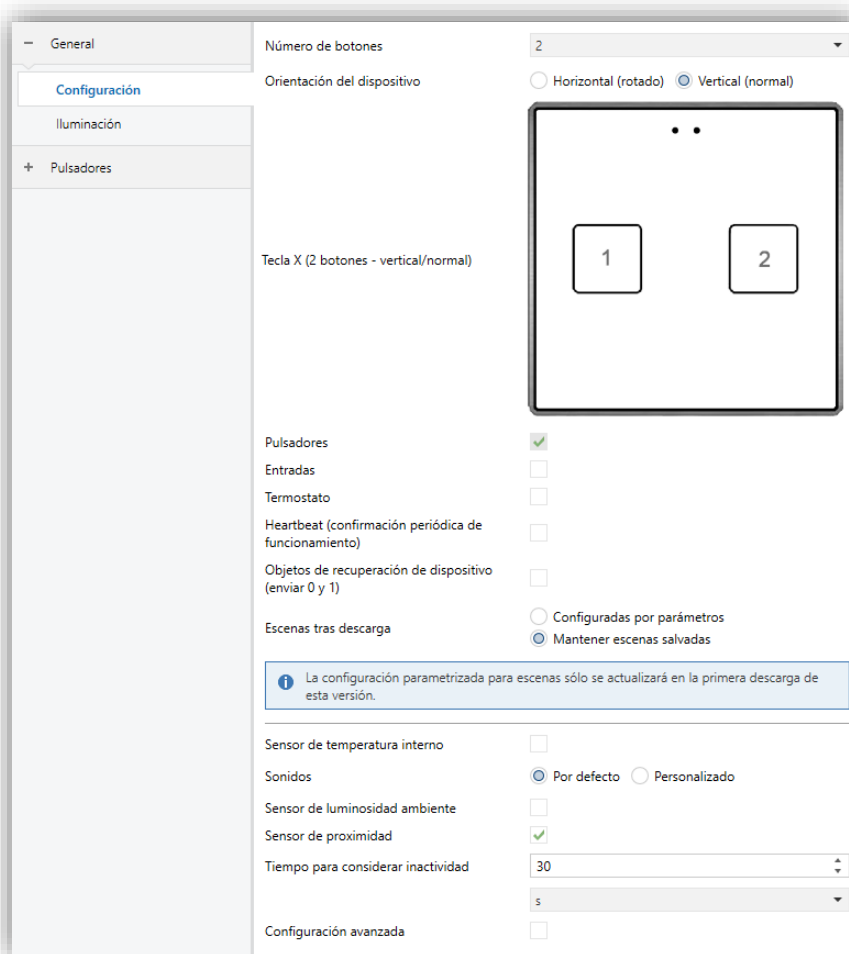 General
Configuración
Iluminación
Pulsadores
Número de botones
2
Orientación del dispositivo
Horizontal (rotado)
Vertical (normal)
Tecla X (2 botones - vertical/normal)
1
2
Pulsadores
Entradas
Termostato
Heartbeat (confirmación periódica de
funcionamiento)
Objetos de recuperación de dispositivo
(enviar 0 y 1)
Escenas tras descarga
Configuradas por parámetros
Mantener escenas salvadas
La configuración parametrizada para escenas sólo se actualizará en la primera descarga de
esta versión.
Sensor de temperatura interno
Sonidos
Por defecto
Personalizado
Sensor de luminosidad ambiente
Sensor de proximidad
Tiempo para considerar inactividad
30
s
Configuración avanzada